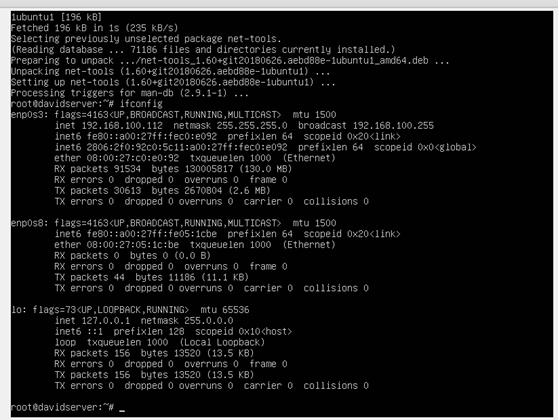 1ubuntu1 [196 kB]
Fetched 196 kB in 1s (235 kB/s)
Selecting previously unselected package net-tools.
(Reading database ... 71186 files and directories currently installed.)
Preparing to unpack .../net-tools_1.60+git20180626.aebd88e-1ubuntu1_amd64.deb ...
Unpacking net-tools (1.60+git20180626.aebd88e-1ubuntu1) ...
Setting up net-tools (1.60+git20180626.aebd88e-1ubuntu1) ...
Processing triggers for man-db (2.9.1-1) ...
root@davidserver:~# ifconfig
enp0s3: flags=4163<UP,BROADCAST,RUNNING,MULTICAST>  mtu 1500
inet 192.168.100.112  netmask 255.255.255.0  broadcast 192.168.100.255
inet6 fe80::a00:27ff:fec0:e092  prefixlen 64  scopeid 0x20<link>
inet6 2806:2f0:92c0:5c11:a00:27ff:fec0:e092  prefixlen 64  scopeid 0x0<global>
ether 08:00:27:c0:e0:92  txqueuelen 1000  (Ethernet)
RX packets 91534  bytes 130005817 (130.0 MB)
RX errors 0  dropped 0  overruns 0  frame 0
TX packets 30613  bytes 2670804 (2.6 MB)
TX errors 0  dropped 0 overruns 0  carrier 0  collisions 0
enp0s8: flags=4163<UP,BROADCAST,RUNNING,MULTICAST>  mtu 1500
inet6 fe80::a00:27ff:fe05:1cbe  prefixlen 64  scopeid 0x20<link>
ether 08:00:27:05:1c:be  txqueuelen 1000  (Ethernet)
RX packets 0  bytes 0 (0.0 B)
RX errors 0  dropped 0  overruns 0  frame 0
TX packets 44  bytes 11186 (11.1 KB)
TX errors 0  dropped 0 overruns 0  carrier 0  collisions 0
lo: flags=73<UP,LOOPBACK,RUNNING>  mtu 65536
inet 127.0.0.1  netmask 255.0.0.0
inet6 ::1  prefixlen 128  scopeid 0x10<host>
loop  txqueuelen 1000  (Local Loopback)
RX packets 156  bytes 13520 (13.5 KB)
RX errors 0  dropped 0  overruns 0  frame 0
TX packets 156  bytes 13520 (13.5 KB)
TX errors 0  dropped 0 overruns 0  carrier 0  collisions 0
root@davidserver:~# _